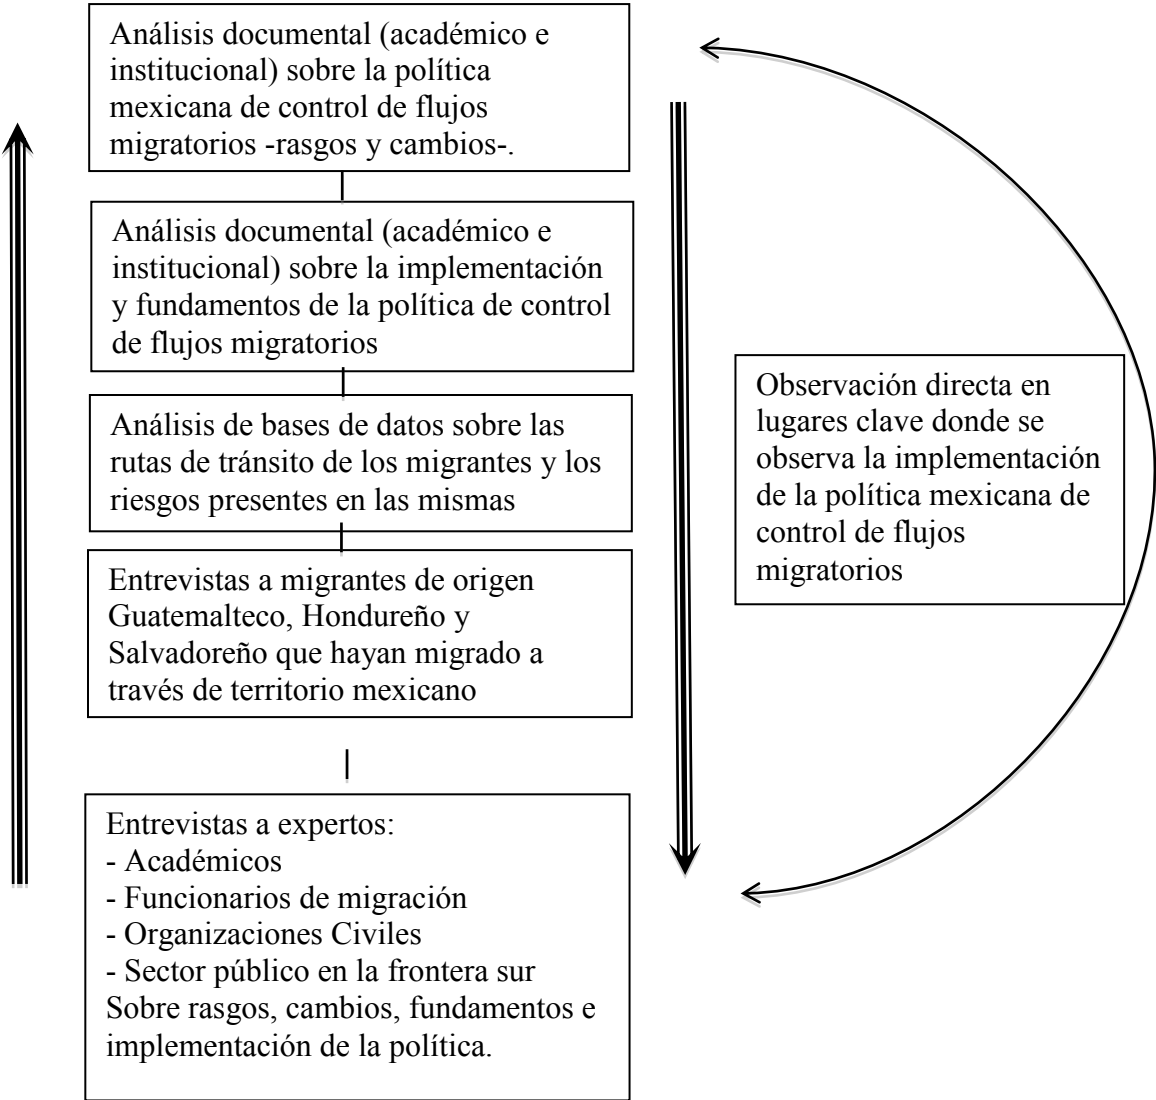 Análisis documental (académico e
institucional) sobre la política
mexicana de control de flujos
migratorios -rasgos y cambios-.
Análisis documental (académico e
institucional) sobre la implementación
y fundamentos de la política de control
de flujos migratorios
Análisis de bases de datos sobre las
rutas de tránsito de los migrantes y los
riesgos presentes en las mismas
Entrevistas a migrantes de origen
Guatemalteco, Hondureño y
Salvadoreño que hayan migrado a
través de territorio mexicano
Entrevistas a expertos:
- Académicos
- Funcionarios de migración
- Organizaciones Civiles
- Sector público en la frontera sur
Sobre rasgos, cambios, fundamentos e
implementación de la política.
Observación directa en
lugares clave donde se
observa la implementación
de la política mexicana de
control de flujos
migratorios